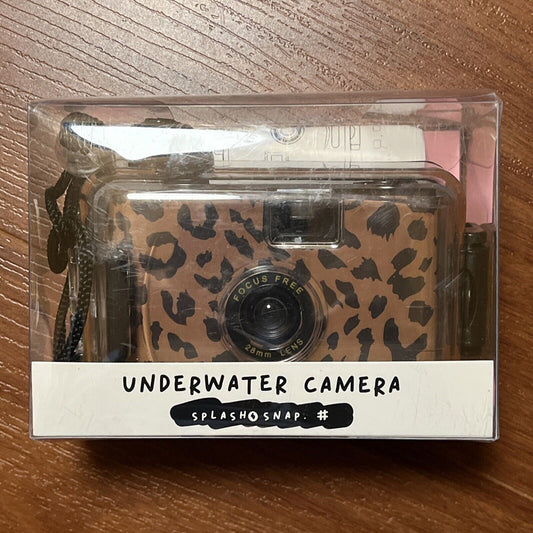 FOCUS FREE
28mm LENS
UNDERWATER CAMERA
SPLASH & SNAP. #